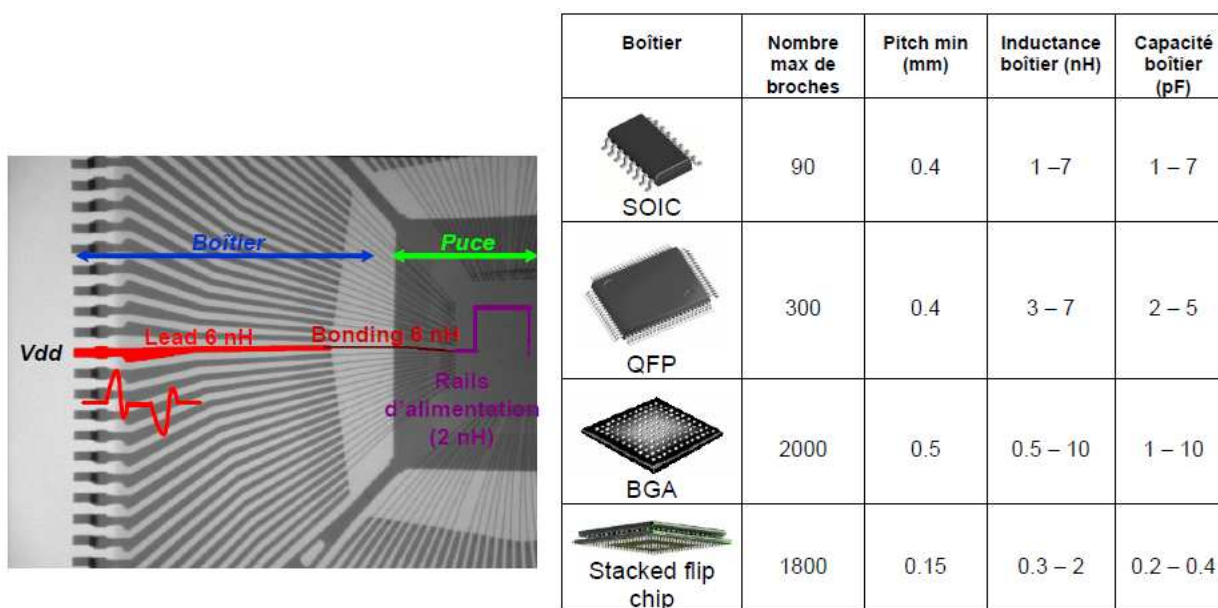 Boîtier
Puce
Lead 6 nH
Bonding 6 nH
Vdd
Rails
d'alimentation
(2 nH)
Boîtier
Nombre
max de
broches
Pitch min
(mm)
Inductance
boîtier (nH)
Capacité
boîtier
(pF)
SOIC
90
0.4
1 –7
1 – 7
QFP
300
0.4
3 – 7
2 – 5
BGA
2000
0.5
0.5 – 10
1 – 10
Stacked flip
chip
1800
0.15
0.3 – 2
0.2 – 0.4